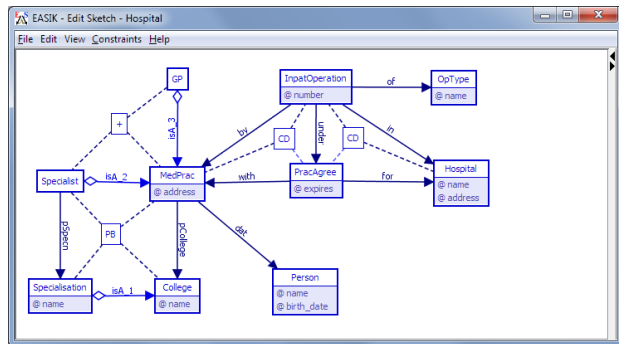 EASIK - Edit Sketch - Hospital
File Edit View Constraints Help
GP
InpatOperation
@ number
of
OpType
@ name
+
isA_3
by
under
in
CD
CD
Specialist
isA_2
MedPrac
@ address
with
PracAgree
@ expires
for
Hospital
@ name
@ address
pSpecn
PB
pCollege
dat
Specialisation
@ name
isA_1
College
@ name
Person
@ name
@ birth_date